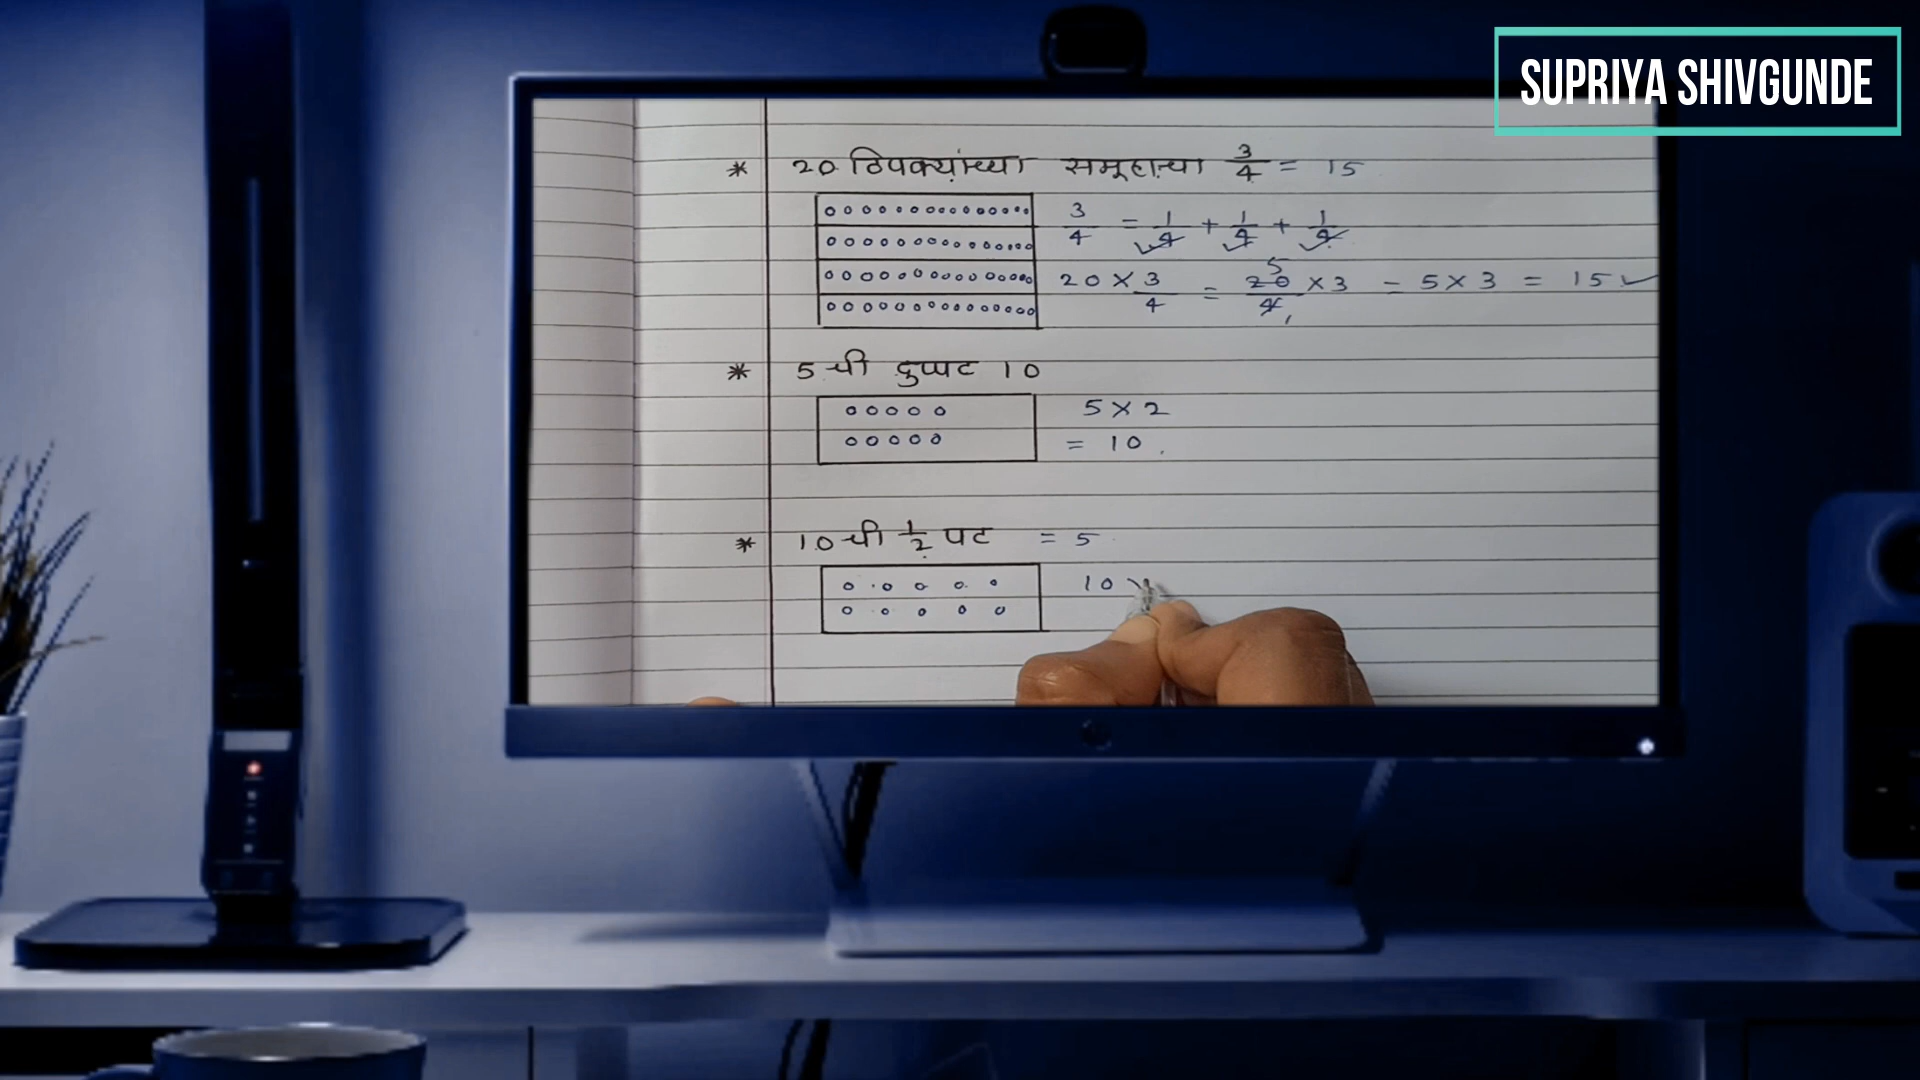 SUPRIYA SHIVGUNDE
* 20 ठिपक्यांच्या समूहाच्या 3/4 = 15
3/4 = 1/4 + 1/4 + 1/4
20 × 3/4 = 20/4 × 3 = 5 × 3 = 15
* 5 ची दुप्पट 10
5 × 2
= 10
* 10 ची 1/2 पट = 5
10 ×